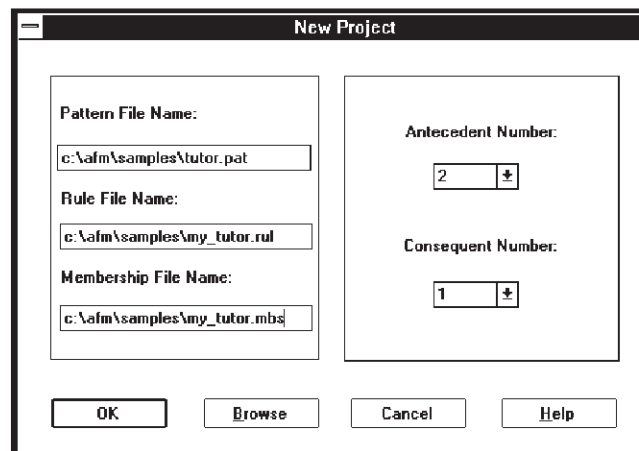 New Project
Pattern File Name:
c:\afm\samples\tutor.pat
Rule File Name:
c:\afm\samples\my_tutor.rul
Membership File Name:
c:\afm\samples\my_tutor.mbs
Antecedent Number:
2
Consequent Number:
1
OK
Browse
Cancel
Help